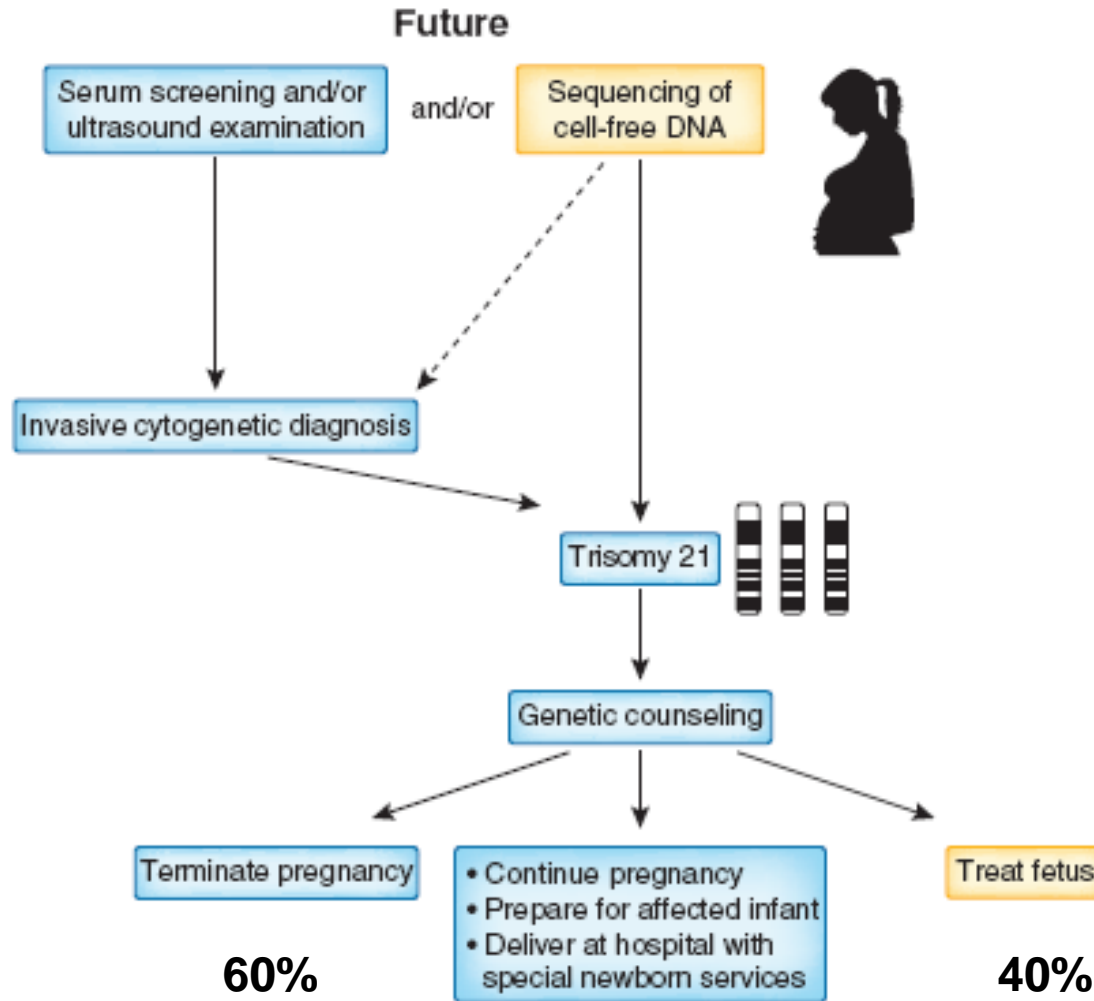 Future
Serum screening and/or
ultrasound examination
and/or
Sequencing of
cell-free DNA
Invasive cytogenetic diagnosis
Trisomy 21
Genetic counseling
Terminate pregnancy
• Continue pregnancy
• Prepare for affected infant
• Deliver at hospital with
special newborn services
Treat fetus
60%
40%